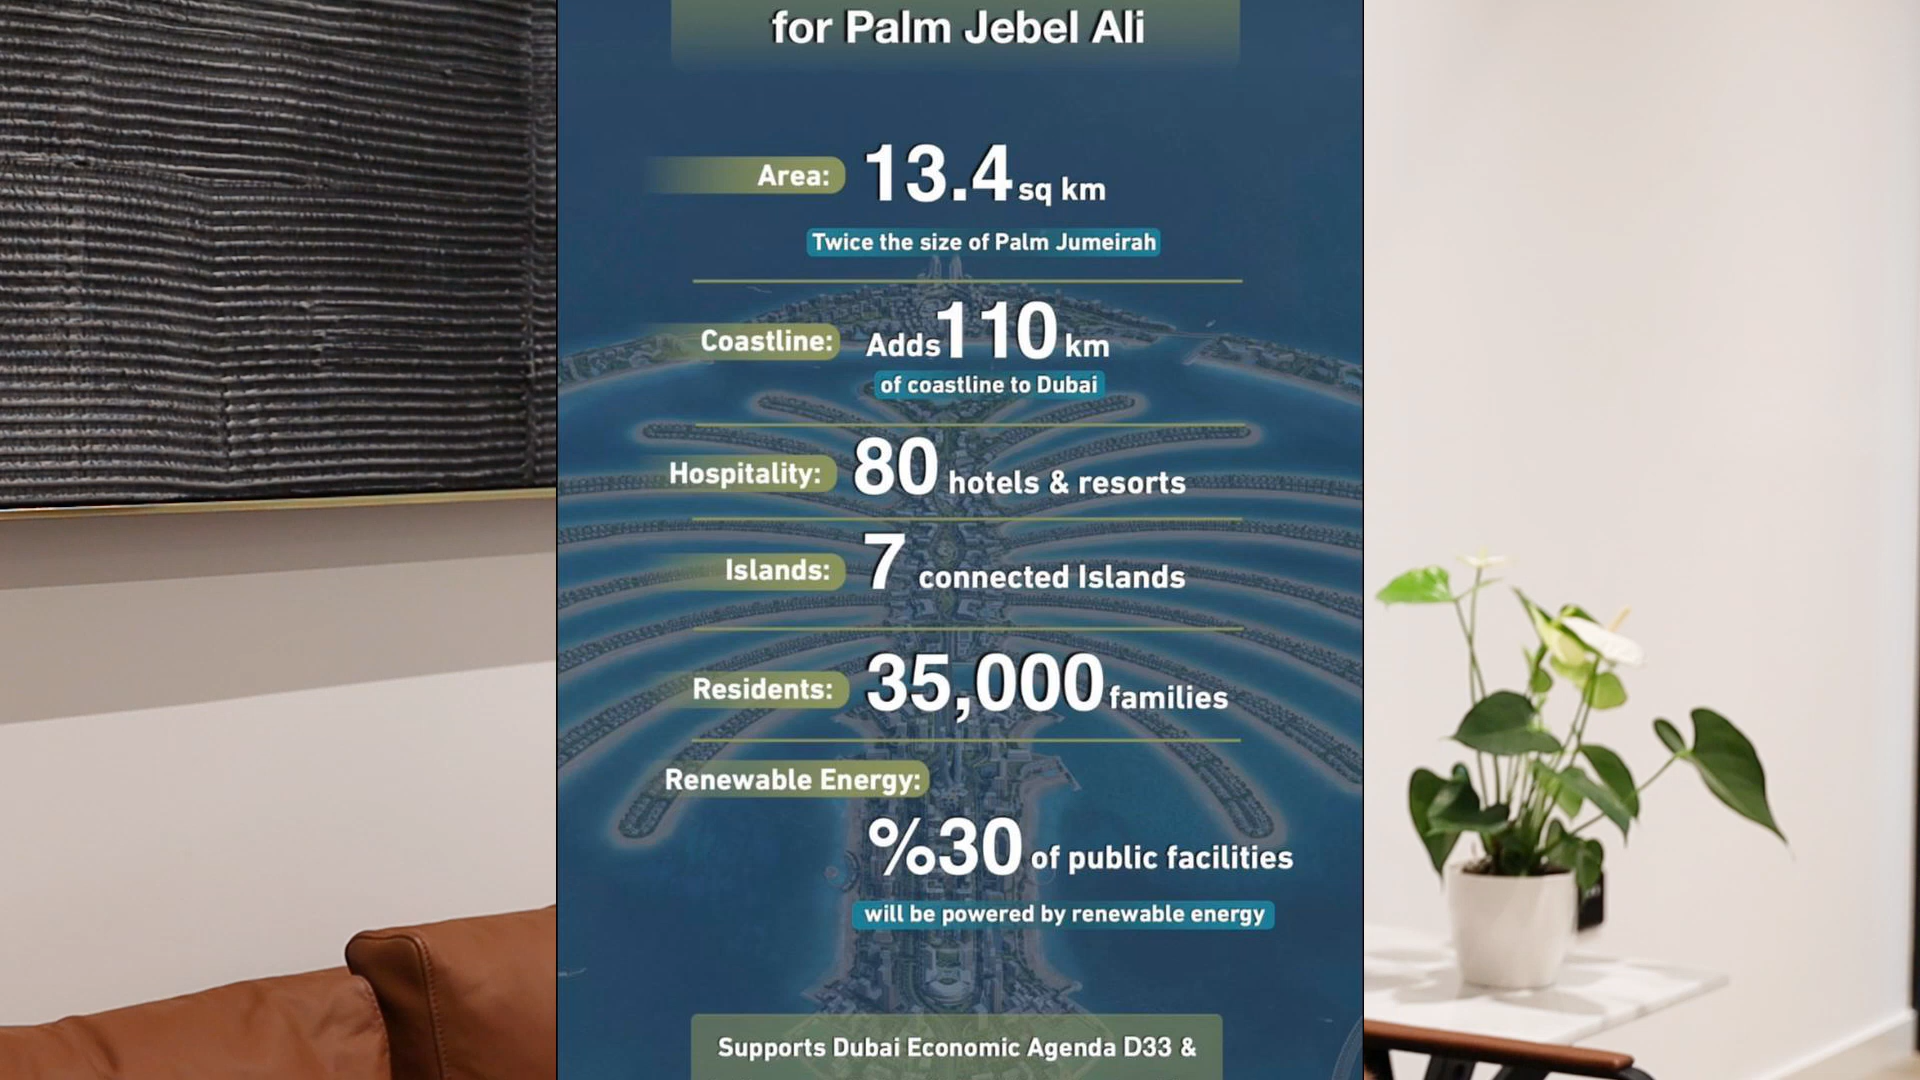 for Palm Jebel Ali
Area: 13.4 sq km
Twice the size of Palm Jumeirah
Coastline: Adds 110 km
of coastline to Dubai
Hospitality: 80 hotels & resorts
Islands: 7 connected Islands
Residents: 35,000 families
Renewable Energy:
%30 of public facilities
will be powered by renewable energy
Supports Dubai Economic Agenda D33 &